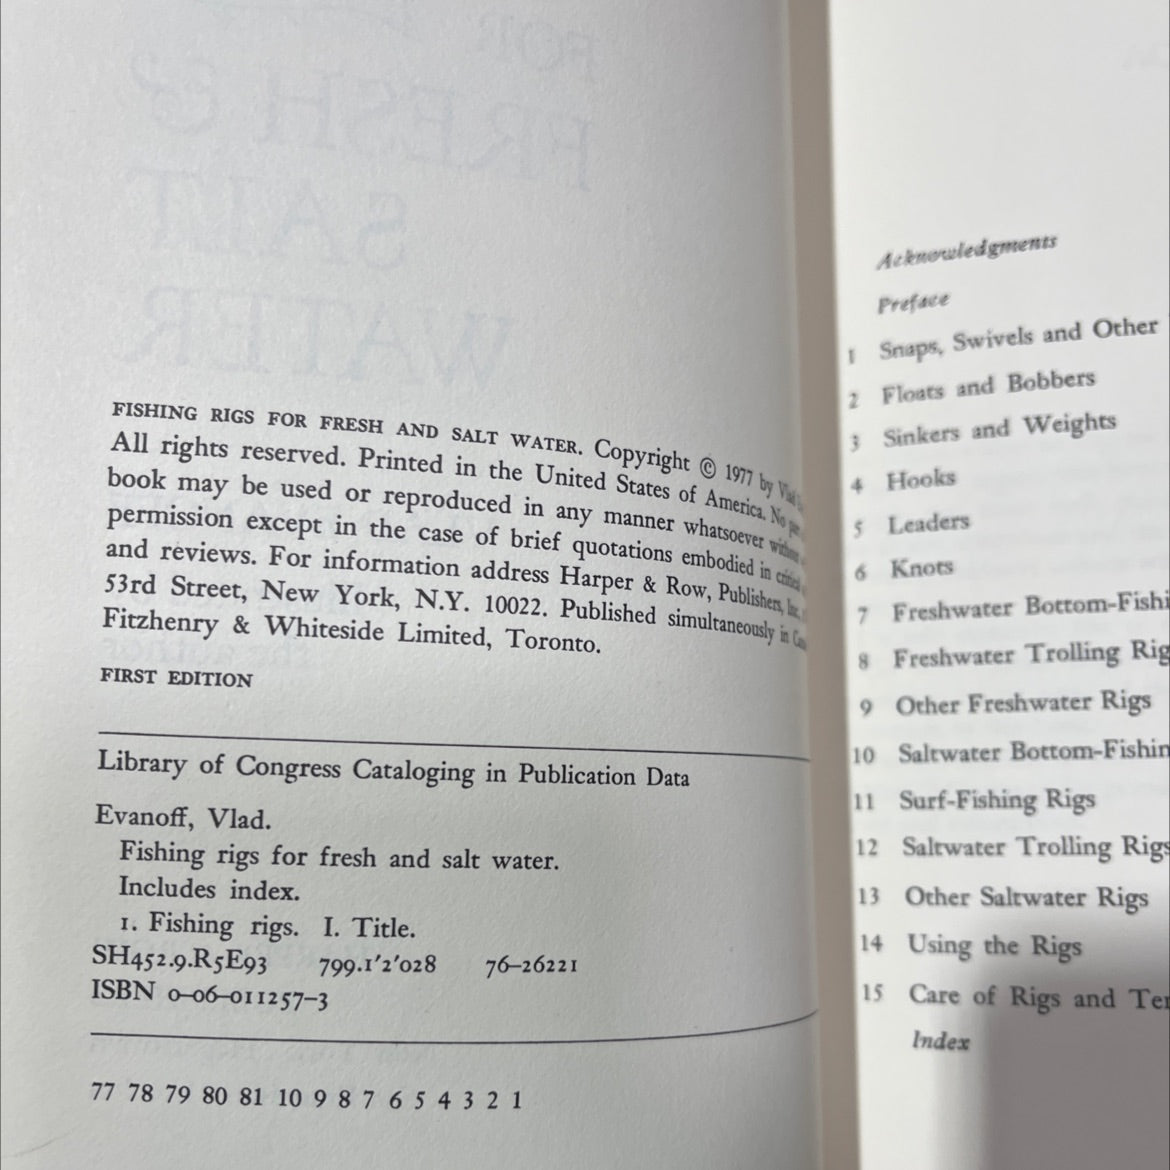 FISHING RIGS FOR FRESH AND SALT WATER. Copyright © 1977 by Vlad
All rights reserved. Printed in the United States of America. No
book may be used or reproduced in any manner whatsoever without
permission except in the case of brief quotations embodied in critical
and reviews. For information address Harper & Row, Publishers, Inc.,
53rd Street, New York, N.Y. 10022. Published simultaneously in
Fitzhenry & Whiteside Limited, Toronto.
FIRST EDITION
Library of Congress Cataloging in Publication Data
Evanoff, Vlad.
Fishing rigs for fresh and salt water.
Includes index.
1. Fishing rigs. I. Title.
SH452.9.R5E93 799.1'2'028 76-26221
ISBN 0-06-011257-3
77 78 79 80 81 10 9 8 7 6 5 4 3 2 1
Acknowledgments
Preface
1 Snaps, Swivels and Other
2 Floats and Bobbers
3 Sinkers and Weights
4 Hooks
5 Leaders
6 Knots
7 Freshwater Bottom-Fishi
8 Freshwater Trolling Rig
9 Other Freshwater Rigs
10 Saltwater Bottom-Fishin
11 Surf-Fishing Rigs
12 Saltwater Trolling Rigs
13 Other Saltwater Rigs
14 Using the Rigs
15 Care of Rigs and Ter
Index